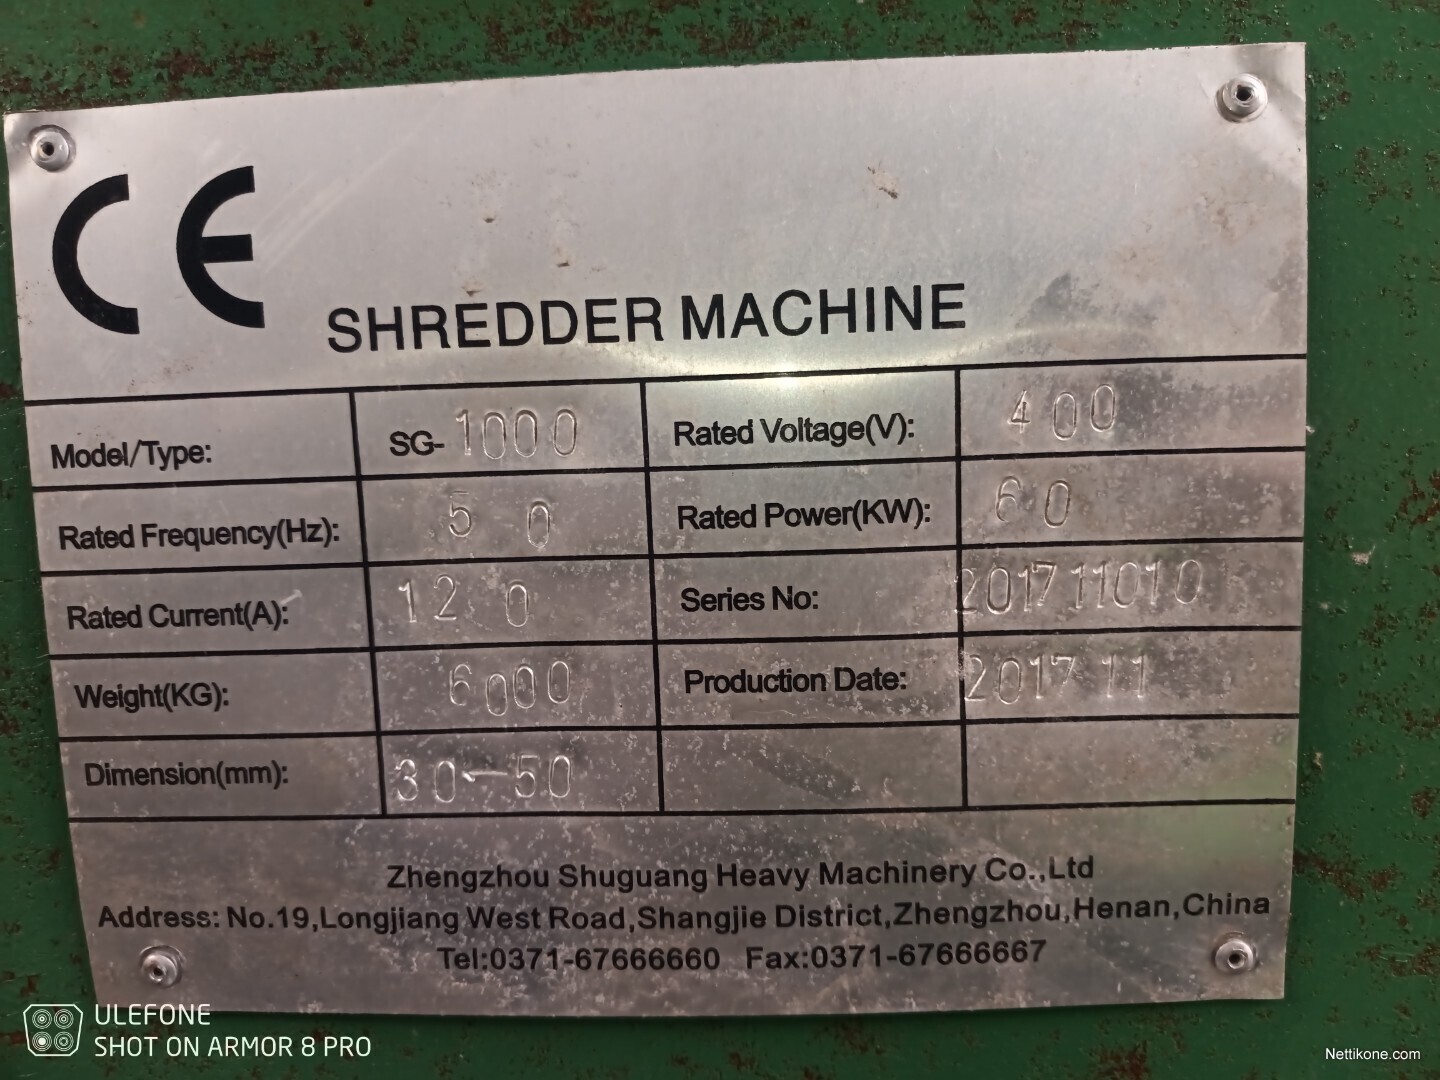 CE
SHREDDER MACHINE
Model/Type: SG-1000 Rated Voltage(V): 400
Rated Frequency(Hz): 50 Rated Power(KW): 60
Rated Current(A): 120 Series No: 201711010
Weight(KG): 6000 Production Date: 2017 11
Dimension(mm): 30-50
Zhengzhou Shuguang Heavy Machinery Co.,Ltd
Address: No.19,Longjiang West Road,Shangjie District,Zhengzhou,Henan,China
Tel:0371-67666660 Fax:0371-67666667
ULEFONE
SHOT ON ARMOR 8 PRO
Nettikone.com